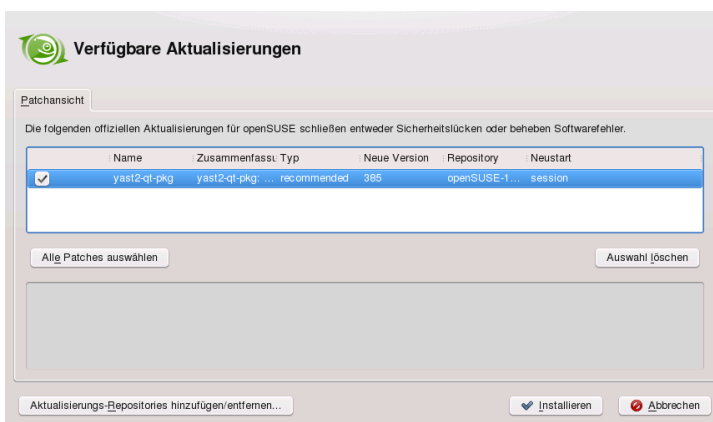 Verfügbare Aktualisierungen
Patchansicht
Die folgenden offiziellen Aktualisierungen für openSUSE schließen entweder Sicherheitslücken oder beheben Softwarefehler.
Name Zusammenfassu Typ Neue Version Repository Neustart
yast2-qt-pkg yast2-qt-pkg: ... recommended 385 openSUSE-1... session
Alle Patches auswählen Auswahl löschen
Aktualisierungs-Repositories hinzufügen/entfernen... Installieren Abbrechen